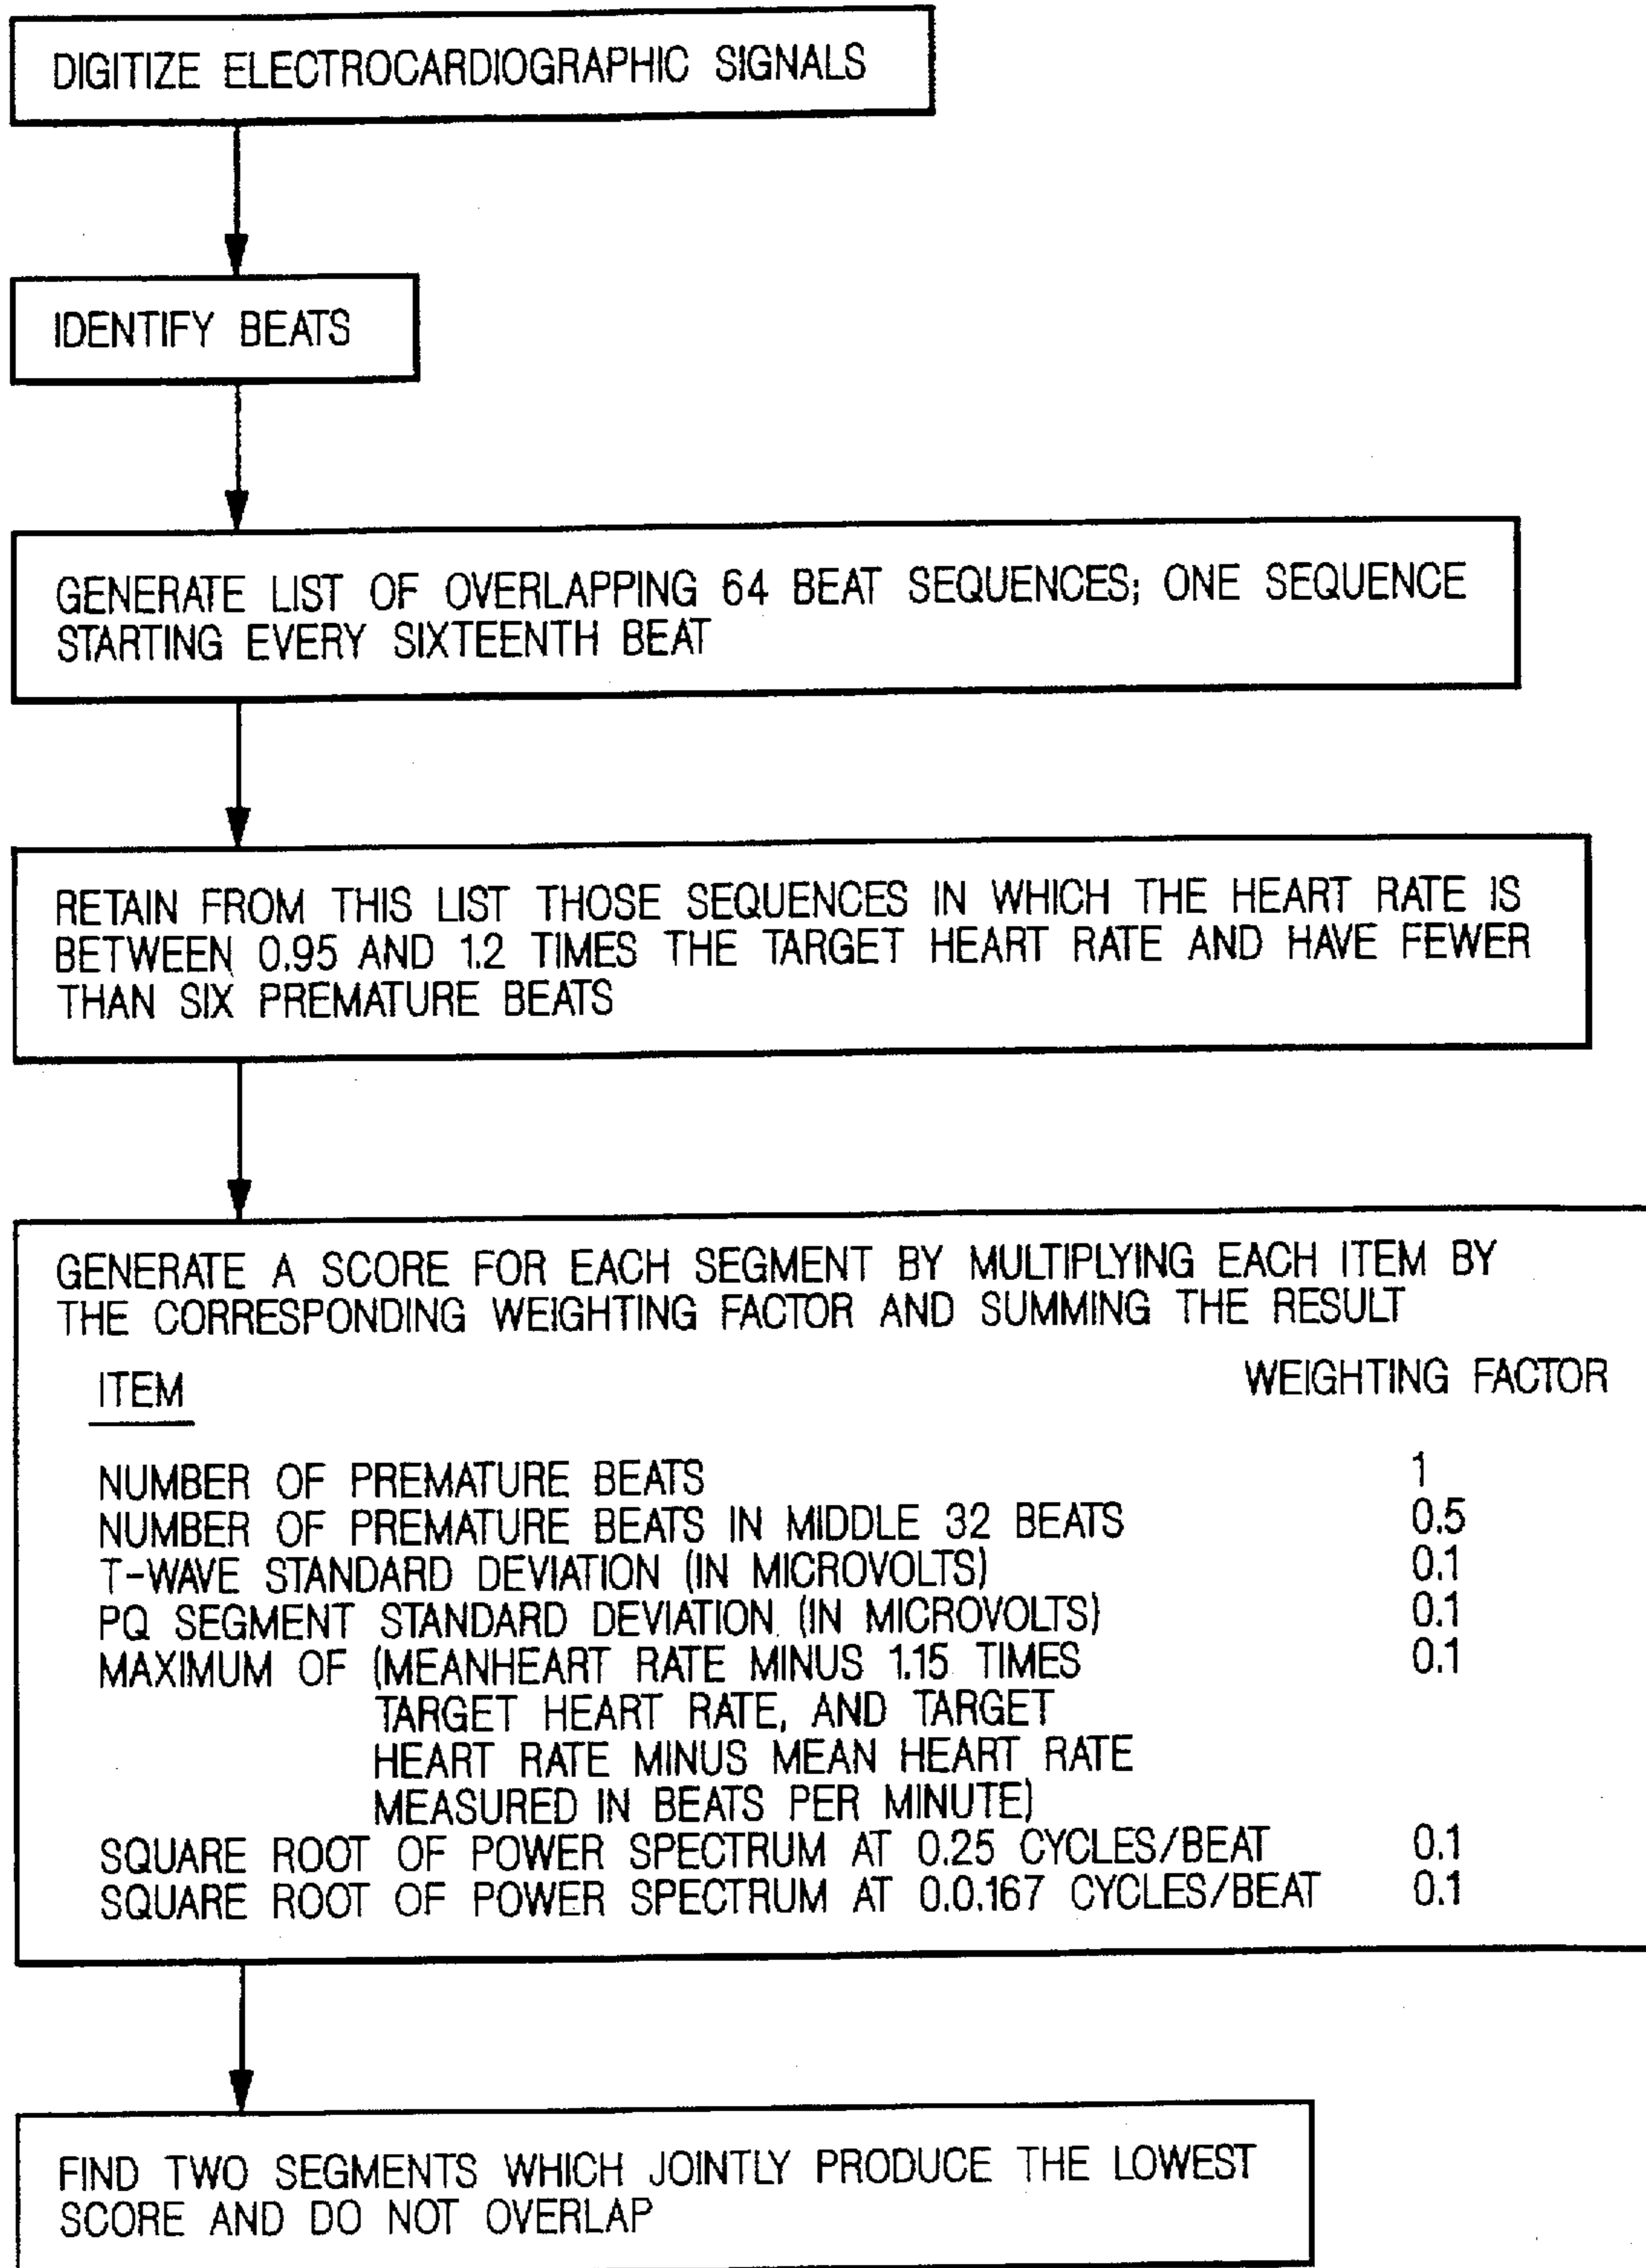 DIGITIZE ELECTROCARDIOGRAPHIC SIGNALS
IDENTIFY BEATS
GENERATE LIST OF OVERLAPPING 64 BEAT SEQUENCES; ONE SEQUENCE
STARTING EVERY SIXTEENTH BEAT
RETAIN FROM THIS LIST THOSE SEQUENCES IN WHICH THE HEART RATE IS
BETWEEN 0.95 AND 1.2 TIMES THE TARGET HEART RATE AND HAVE FEWER
THAN SIX PREMATURE BEATS
GENERATE A SCORE FOR EACH SEGMENT BY MULTIPLYING EACH ITEM BY
THE CORRESPONDING WEIGHTING FACTOR AND SUMMING THE RESULT
ITEM WEIGHTING FACTOR
NUMBER OF PREMATURE BEATS 1
NUMBER OF PREMATURE BEATS IN MIDDLE 32 BEATS 0.5
T-WAVE STANDARD DEVIATION (IN MICROVOLTS) 0.1
PQ SEGMENT STANDARD DEVIATION (IN MICROVOLTS) 0.1
MAXIMUM OF (MEANHEART RATE MINUS 1.15 TIMES 0.1
TARGET HEART RATE, AND TARGET
HEART RATE MINUS MEAN HEART RATE
MEASURED IN BEATS PER MINUTE)
SQUARE ROOT OF POWER SPECTRUM AT 0.25 CYCLES/BEAT 0.1
SQUARE ROOT OF POWER SPECTRUM AT 0.0.167 CYCLES/BEAT 0.1
FIND TWO SEGMENTS WHICH JOINTLY PRODUCE THE LOWEST
SCORE AND DO NOT OVERLAP